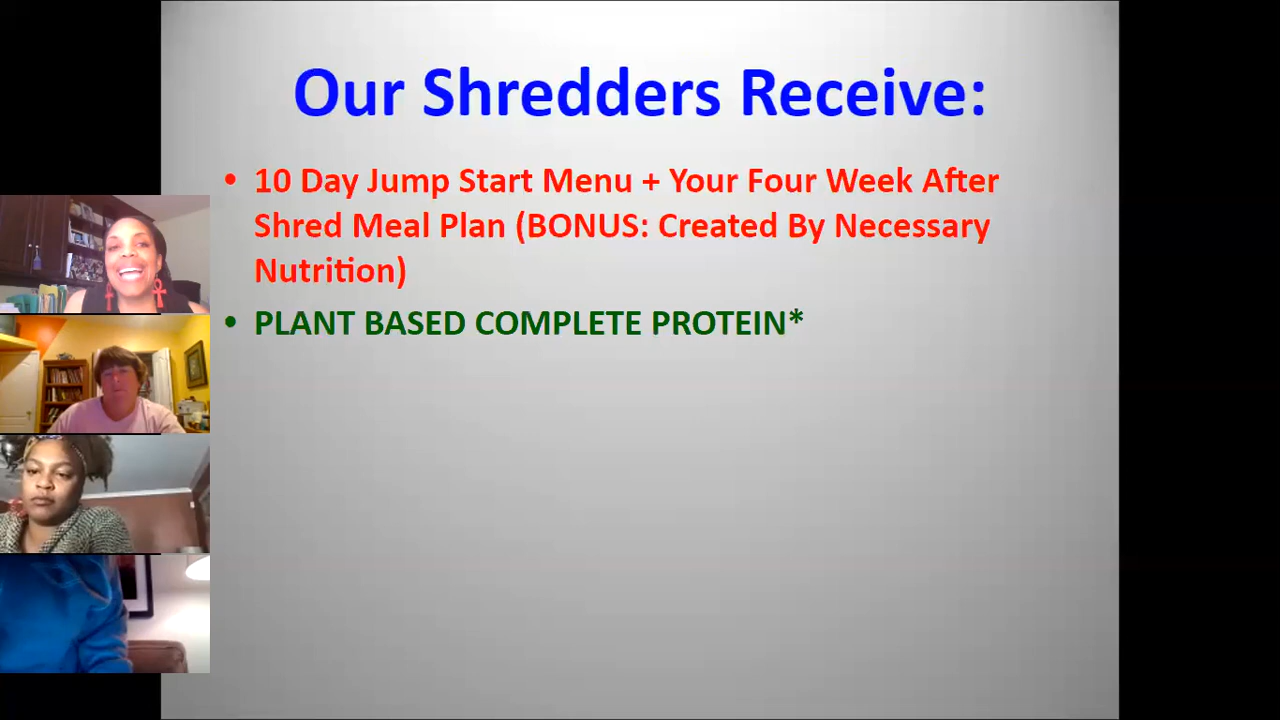 Our Shredders Receive:
• 10 Day Jump Start Menu + Your Four Week After
Shred Meal Plan (BONUS: Created By Necessary
Nutrition)
• PLANT BASED COMPLETE PROTEIN*